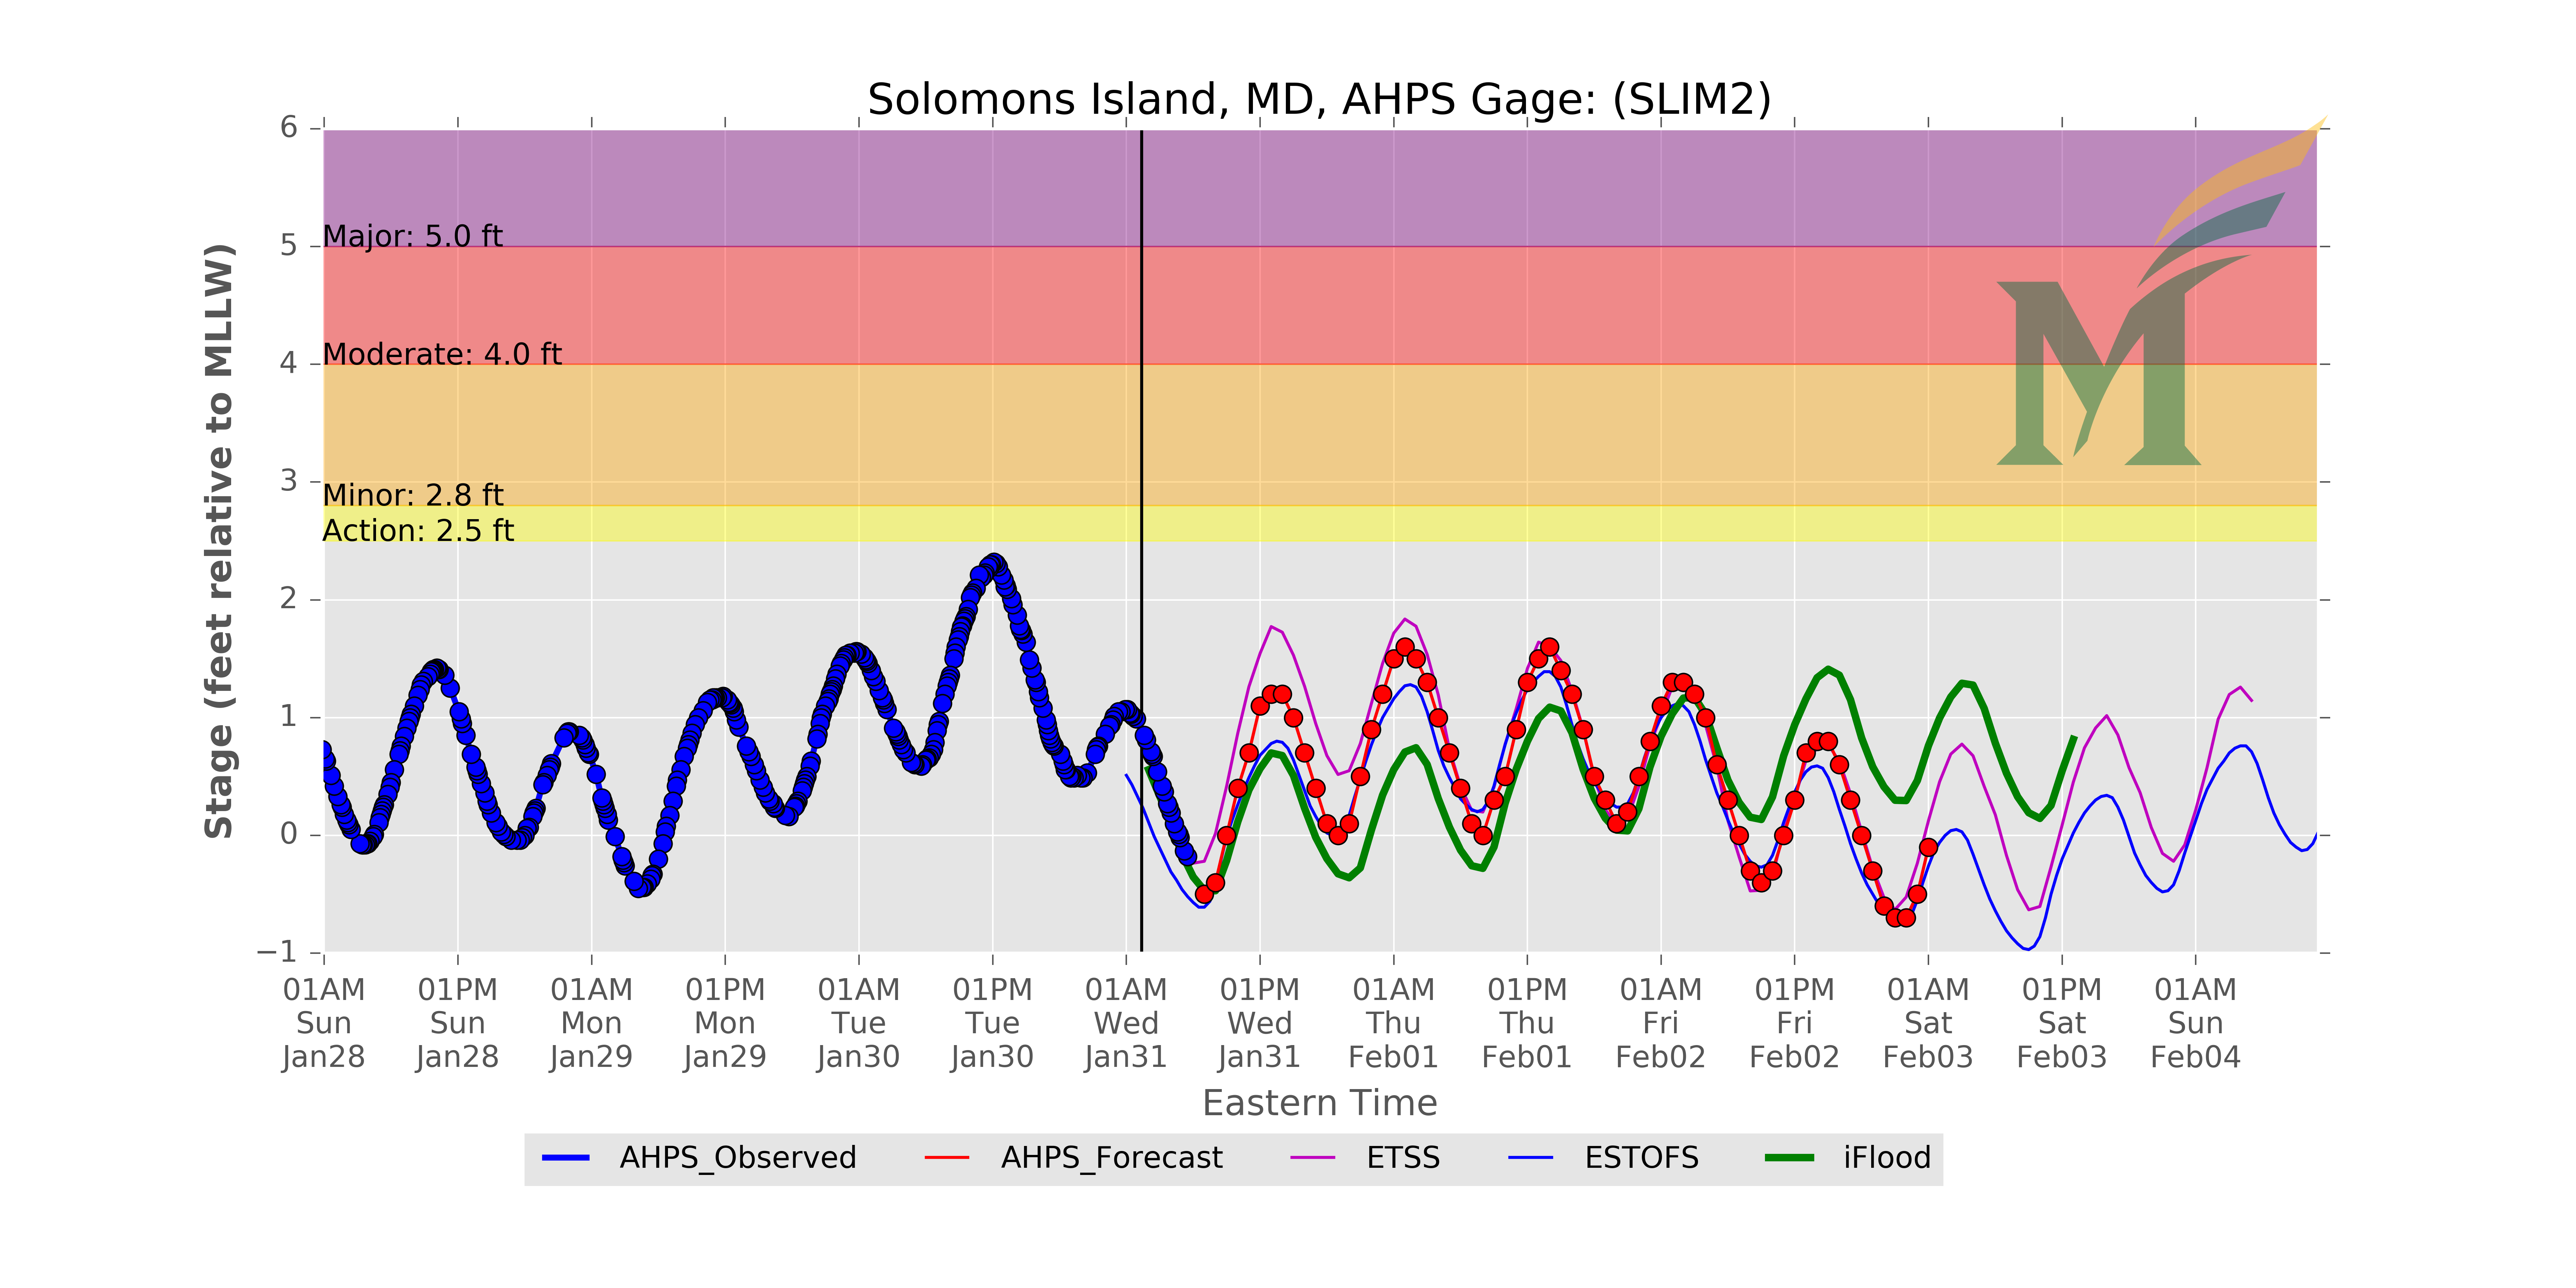 Solomons Island, MD, AHPS Gage: (SLIM2)
Stage (feet relative to MLLW)
6
5
4
3
2
1
0
−1
Major: 5.0 ft
Moderate: 4.0 ft
Minor: 2.8 ft
Action: 2.5 ft
M
01AM 01PM 01AM 01PM 01AM 01PM 01AM 01PM 01AM 01PM 01AM 01PM 01AM 01PM 01AM
Sun Sun Mon Mon Tue Tue Wed Wed Thu Thu Fri Fri Sat Sat Sun
Jan28 Jan28 Jan29 Jan29 Jan30 Jan30 Jan31 Jan31 Feb01 Feb01 Feb02 Feb02 Feb03 Feb03 Feb04
Eastern Time
AHPS_Observed AHPS_Forecast ETSS ESTOFS iFlood